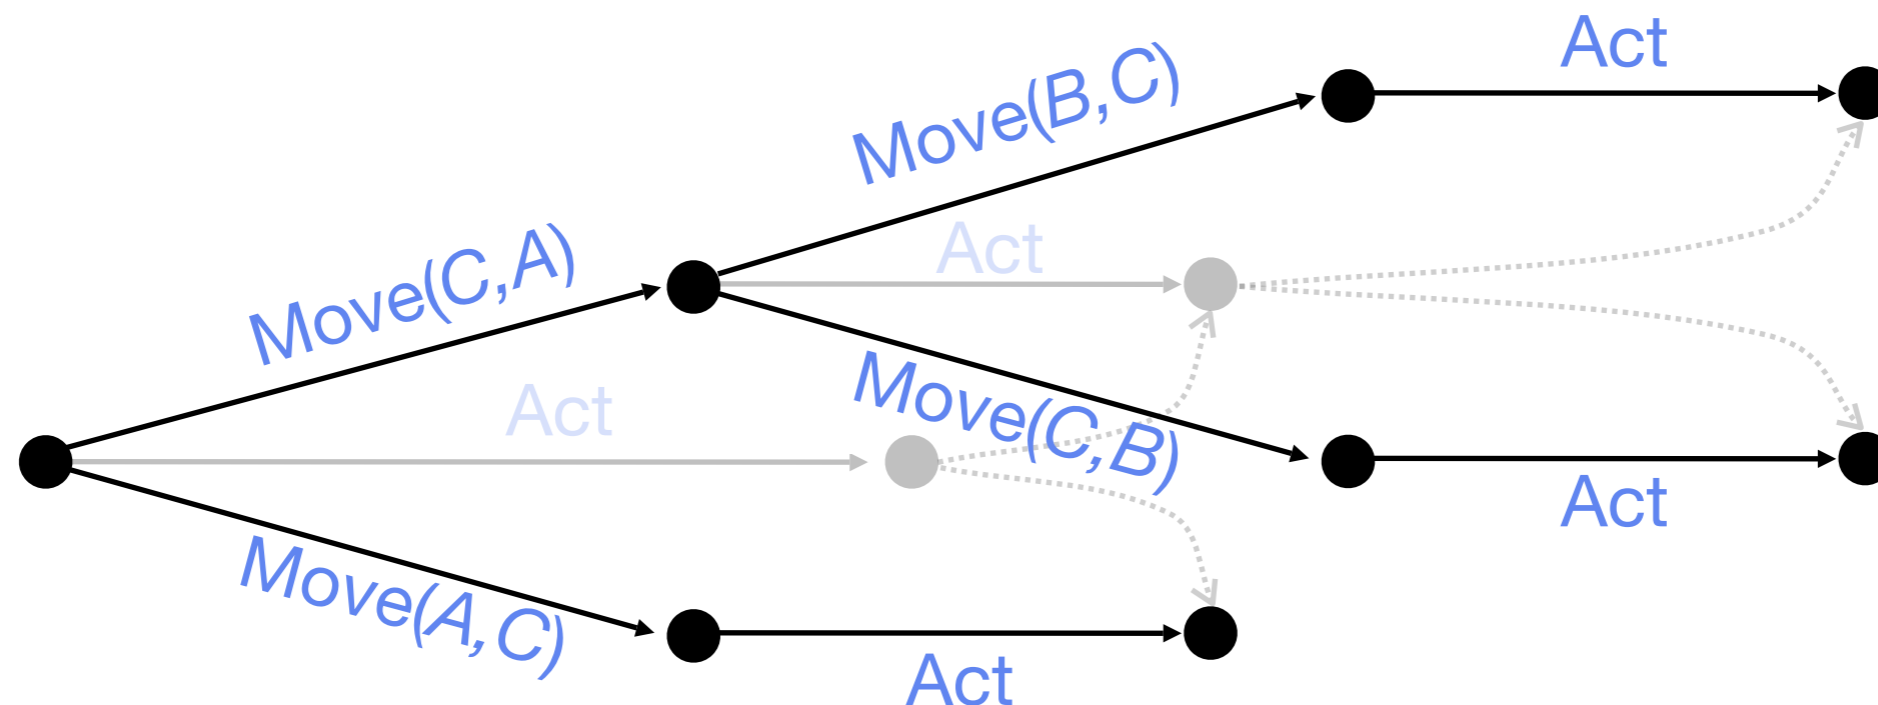 Act
Move(B,C)
Act
Move(C,A)
Act
Move(C,B)
Act
Move(A,C)
Act